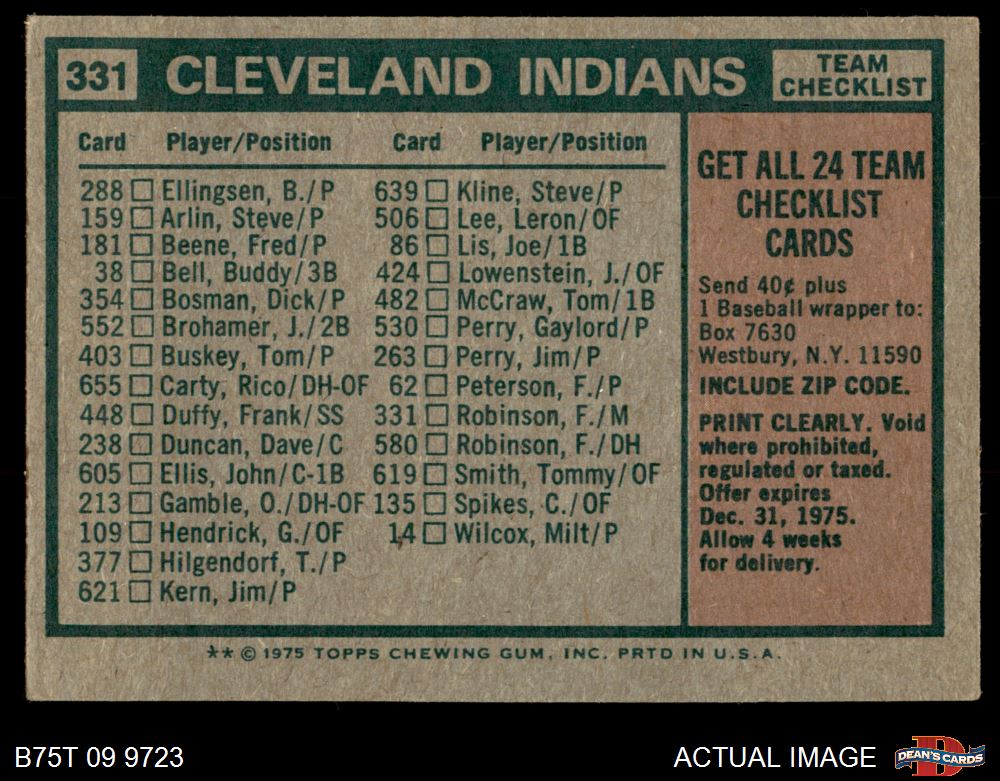 331 CLEVELAND INDIANS TEAM CHECKLIST
Card Player/Position Card Player/Position
288 □ Ellingsen, B./P
159 □ Arlin, Steve/P
181 □ Beene, Fred/P
38 □ Bell, Buddy/3B
354 □ Bosman, Dick/P
552 □ Brohamer, J./2B
403 □ Buskey, Tom/P
655 □ Carty, Rico/DH-OF
448 □ Duffy, Frank/SS
238 □ Duncan, Dave/C
605 □ Ellis, John/C-1B
213 □ Gamble, O./DH-OF
109 □ Hendrick, G./OF
377 □ Hilgendorf, T./P
621 □ Kern, Jim/P
639 □ Kline, Steve/P
506 □ Lee, Leron/OF
86 □ Lis, Joe/1B
424 □ Lowenstein, J./OF
482 □ McCraw, Tom/1B
530 □ Perry, Gaylord/P
263 □ Perry, Jim/P
62 □ Peterson, F./P
331 □ Robinson, F./M
580 □ Robinson, F./DH
619 □ Smith, Tommy/OF
135 □ Spikes, C./OF
14 □ Wilcox, Milt/P
GET ALL 24 TEAM
CHECKLIST
CARDS
Send 40¢ plus
1 Baseball wrapper to:
Box 7630
Westbury, N.Y. 11590
INCLUDE ZIP CODE.
PRINT CLEARLY. Void
where prohibited,
regulated or taxed.
Offer expires
Dec. 31, 1975.
Allow 4 weeks
for delivery.
** © 1975 TOPPS CHEWING GUM, INC. PRTD IN U.S.A.
B75T 09 9723
ACTUAL IMAGE
D
DEAN'S CARDS